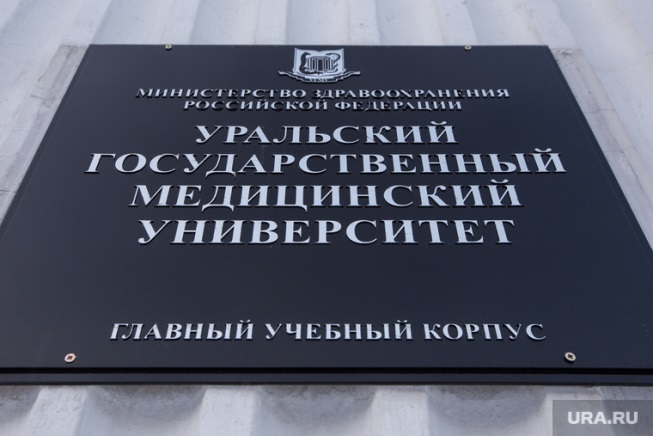 МИНИСТЕРСТВО ЗДРАВООХРАНЕНИЯ
РОССИЙСКОЙ ФЕДЕРАЦИИ
УРАЛЬСКИЙ
ГОСУДАРСТВЕННЫЙ
МЕДИЦИНСКИЙ
УНИВЕРСИТЕТ
ГЛАВНЫЙ УЧЕБНЫЙ КОРПУС
URA.RU